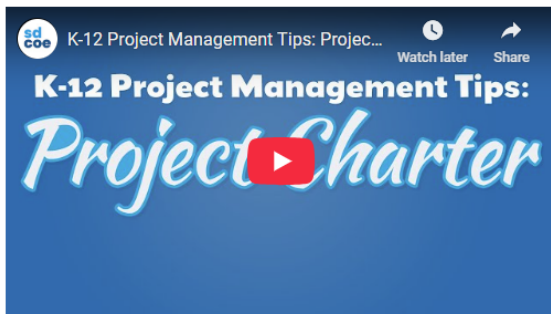 sd
coe
K-12 Project Management Tips: Projec...
Watch later
Share
K-12 Project Management Tips:
Project Charter